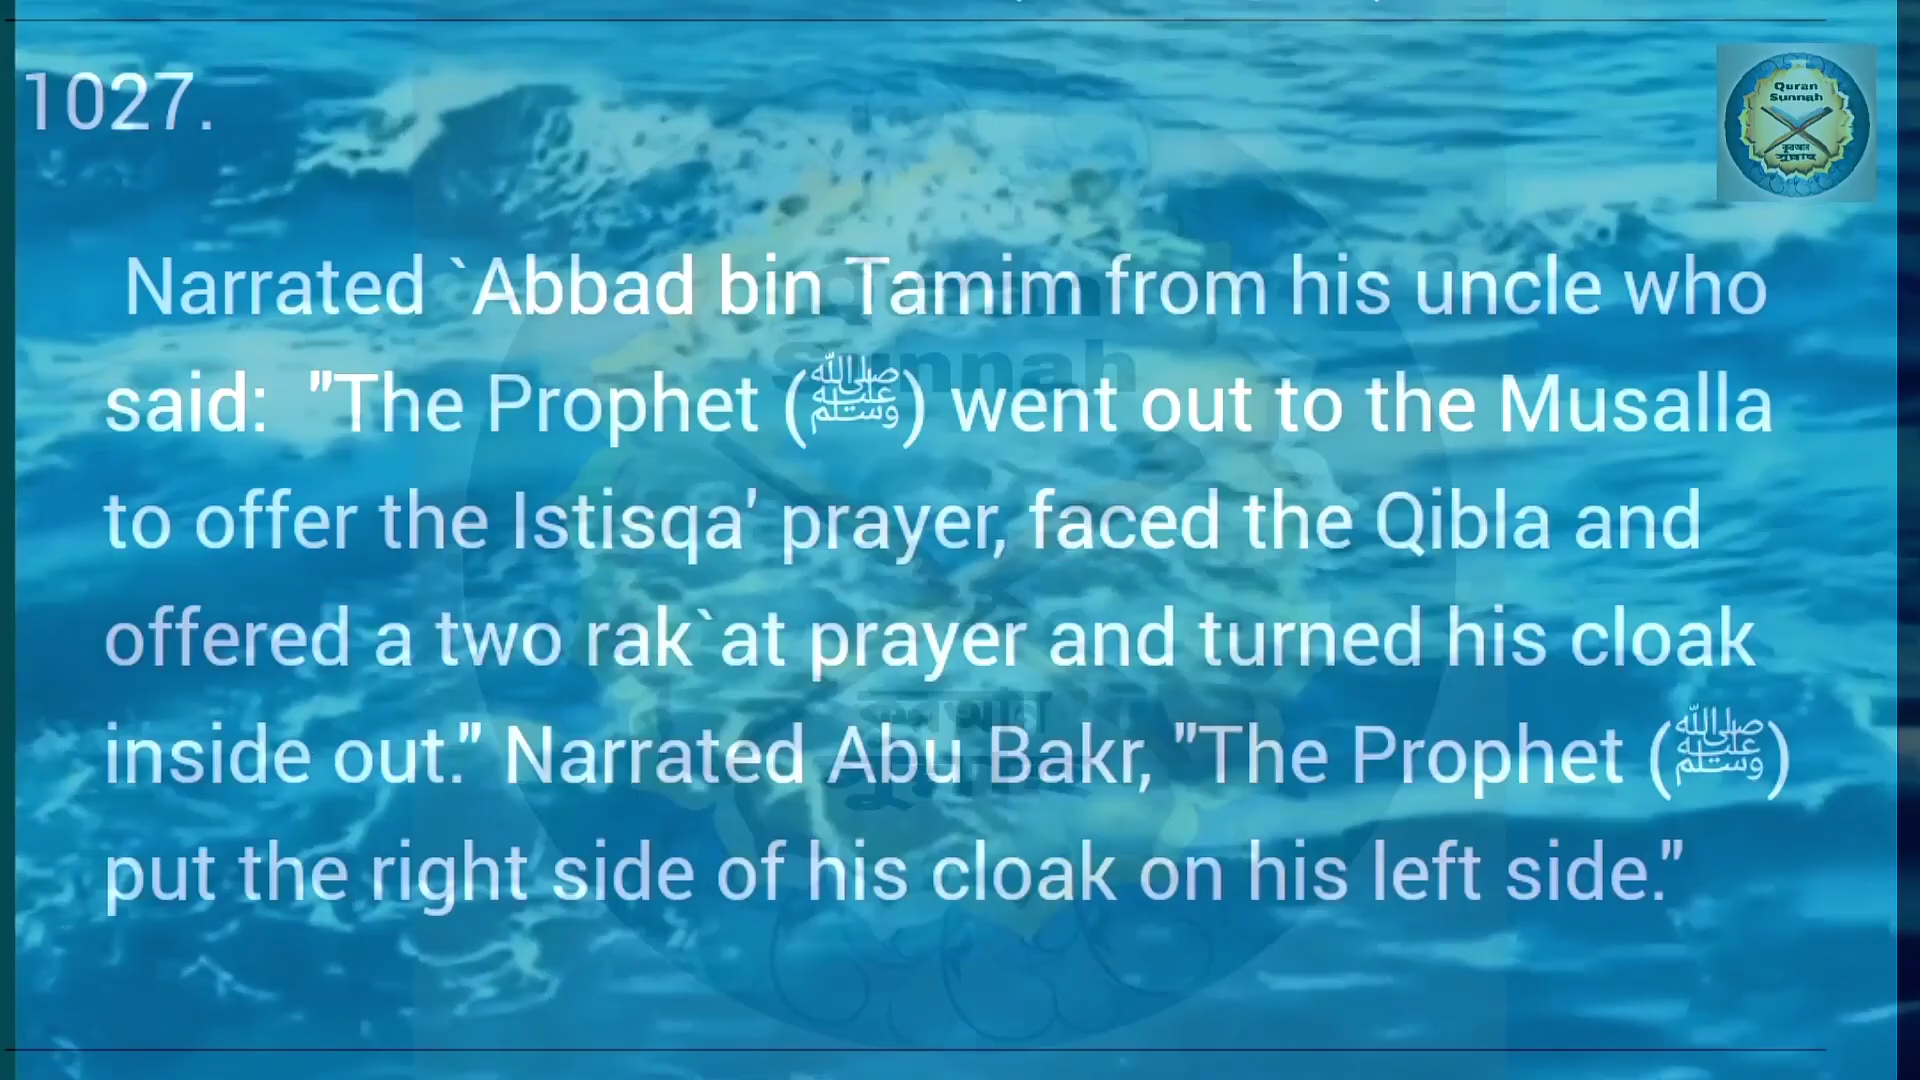 1027.
Quran
Sunnah
কুরআন
সুন্নাহ
Narrated `Abbad bin Tamim from his uncle who
said: "The Prophet (ﷺ) went out to the Musalla
to offer the Istisqa' prayer, faced the Qibla and
offered a two rak`at prayer and turned his cloak
inside out." Narrated Abu Bakr, "The Prophet (ﷺ)
put the right side of his cloak on his left side."